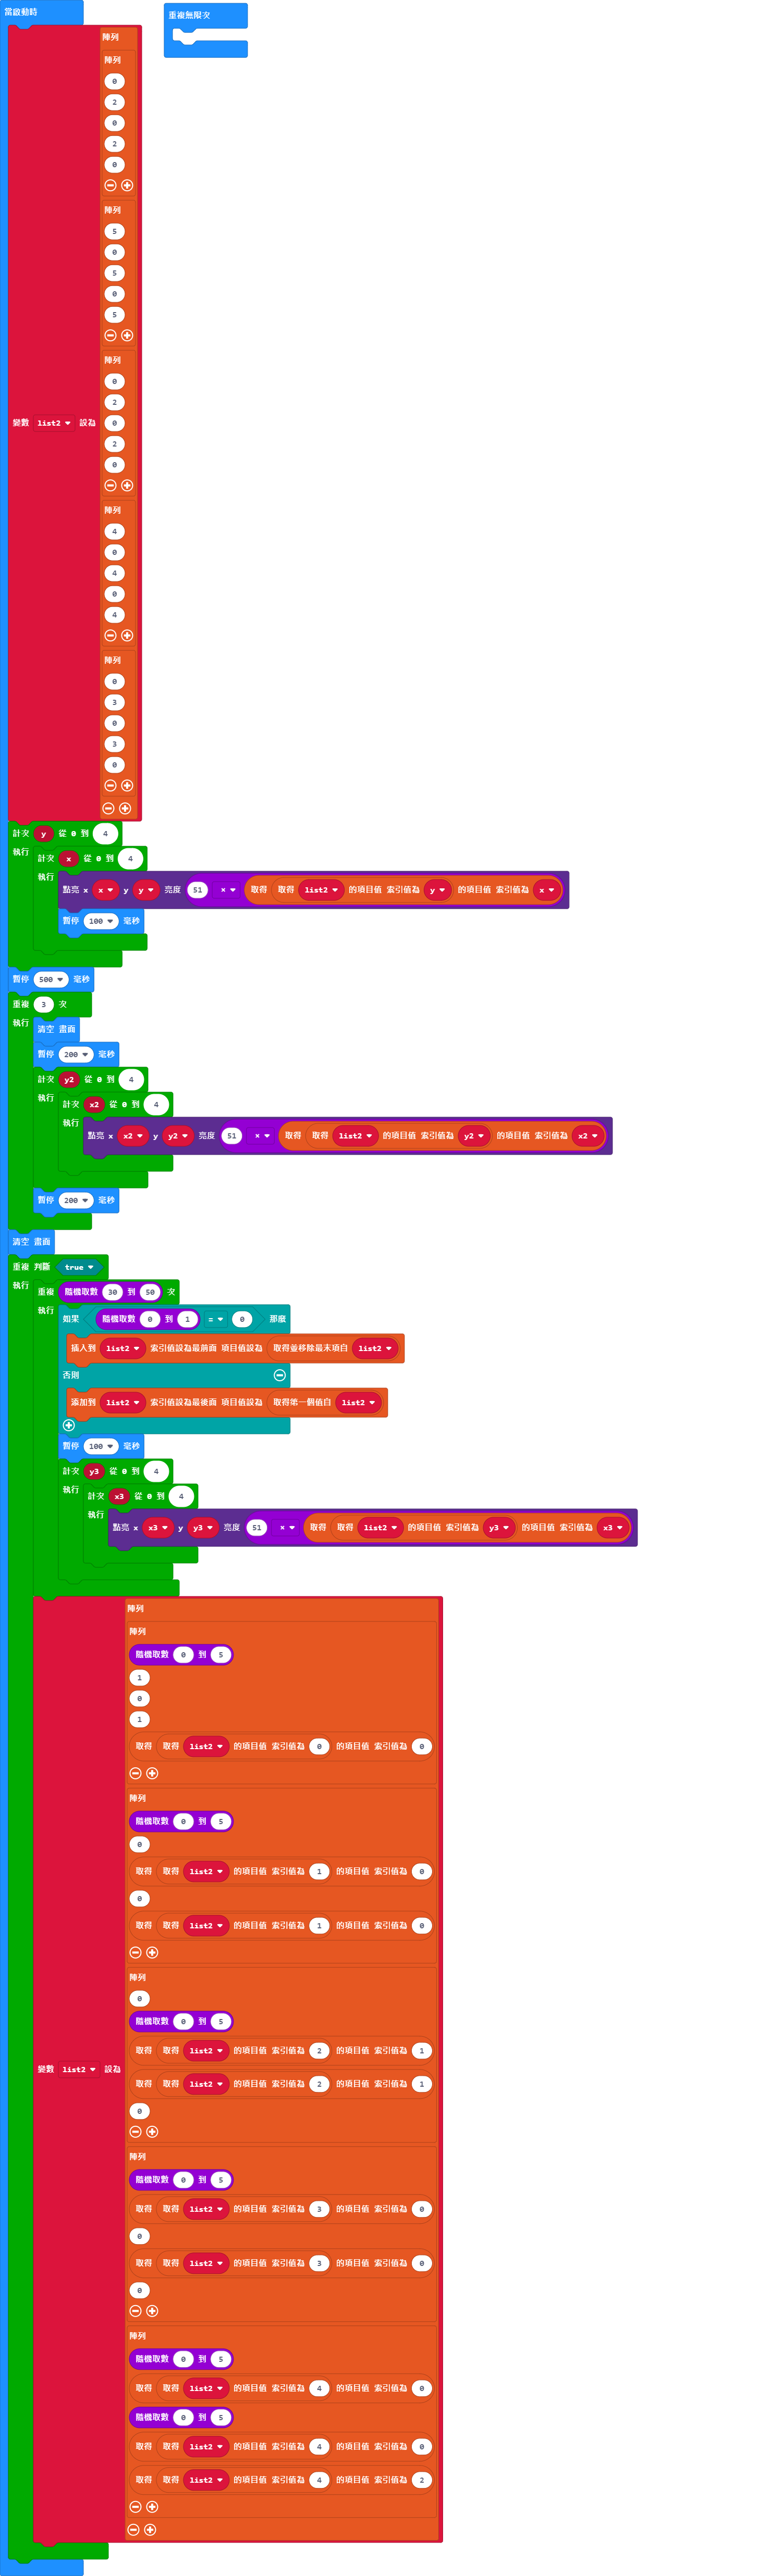 當啟動時
重複無限次
變數 list2 設為 陣列
陣列
0
2
0
2
0
陣列
5
0
5
0
5
陣列
0
2
0
2
0
陣列
4
0
4
0
4
陣列
0
3
0
3
0
計次 y 從 0 到 4
執行 計次 x 從 0 到 4
執行 點亮 x x y y 亮度 51 × 取得 取得 list2 的項目值 索引值為 y 的項目值 索引值為 x
暫停 100 毫秒
暫停 500 毫秒
重複 3 次
執行 清空 畫面
暫停 200 毫秒
計次 y2 從 0 到 4
執行 計次 x2 從 0 到 4
執行 點亮 x x2 y y2 亮度 51 × 取得 取得 list2 的項目值 索引值為 y2 的項目值 索引值為 x2
暫停 200 毫秒
清空 畫面
重複 判斷 true
執行 重複 隨機取數 30 到 50 次
執行 如果 隨機取數 0 到 1 = 0 那麼
插入到 list2 索引值設為最前面 項目值設為 取得並移除最末項自 list2
否則
添加到 list2 索引值設為最後面 項目值設為 取得第一個值自 list2
暫停 100 毫秒
計次 y3 從 0 到 4
執行 計次 x3 從 0 到 4
執行 點亮 x x3 y y3 亮度 51 × 取得 取得 list2 的項目值 索引值為 y3 的項目值 索引值為 x3
變數 list2 設為 陣列
陣列
隨機取數 0 到 5
1
0
1
取得 取得 list2 的項目值 索引值為 0 的項目值 索引值為 0
陣列
隨機取數 0 到 5
0
取得 取得 list2 的項目值 索引值為 1 的項目值 索引值為 0
0
取得 取得 list2 的項目值 索引值為 1 的項目值 索引值為 0
陣列
0
隨機取數 0 到 5
取得 取得 list2 的項目值 索引值為 2 的項目值 索引值為 1
取得 取得 list2 的項目值 索引值為 2 的項目值 索引值為 1
0
陣列
隨機取數 0 到 5
取得 取得 list2 的項目值 索引值為 3 的項目值 索引值為 0
0
取得 取得 list2 的項目值 索引值為 3 的項目值 索引值為 0
0
陣列
隨機取數 0 到 5
取得 取得 list2 的項目值 索引值為 4 的項目值 索引值為 0
隨機取數 0 到 5
取得 取得 list2 的項目值 索引值為 4 的項目值 索引值為 0
取得 取得 list2 的項目值 索引值為 4 的項目值 索引值為 2